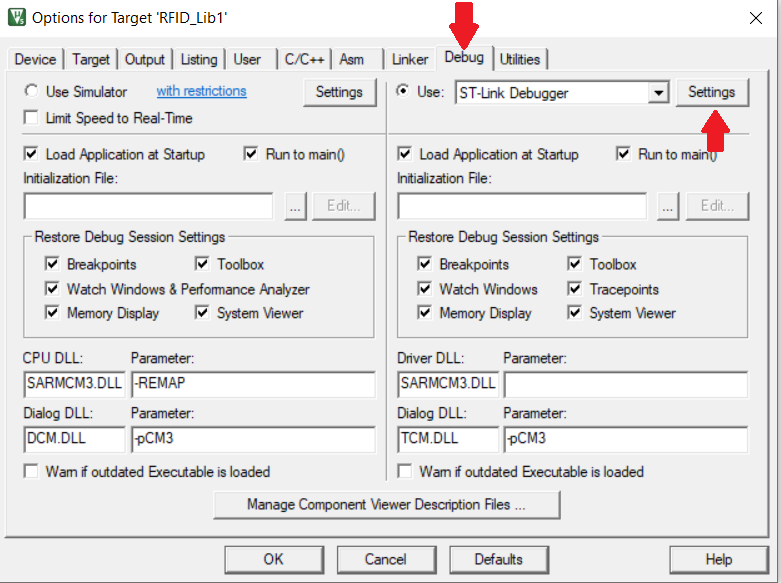 Options for Target 'RFID_Lib1'
Device Target Output Listing User C/C++ Asm Linker Debug Utilities
Use Simulator with restrictions Settings
Limit Speed to Real-Time
Use: ST-Link Debugger Settings
Load Application at Startup Run to main()
Initialization File:
... Edit...
Load Application at Startup Run to main()
Initialization File:
... Edit...
Restore Debug Session Settings
Breakpoints Toolbox
Watch Windows & Performance Analyzer
Memory Display System Viewer
Restore Debug Session Settings
Breakpoints Toolbox
Watch Windows Tracepoints
Memory Display System Viewer
CPU DLL: Parameter:
SARMCM3.DLL -REMAP
Dialog DLL: Parameter:
DCM.DLL -pCM3
Warn if outdated Executable is loaded
Driver DLL: Parameter:
SARMCM3.DLL
Dialog DLL: Parameter:
TCM.DLL -pCM3
Warn if outdated Executable is loaded
Manage Component Viewer Description Files ...
OK Cancel Defaults Help